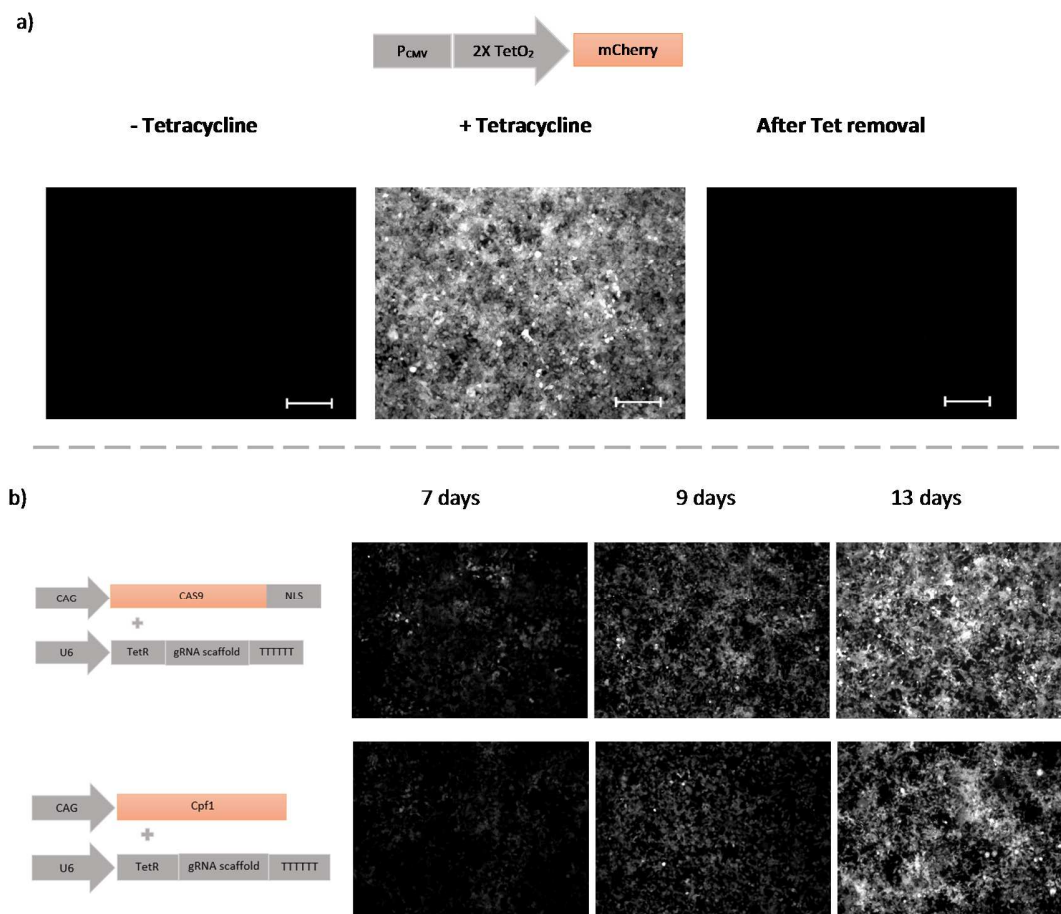 a)
P_CMV 2X TetO₂ mCherry
- Tetracycline + Tetracycline After Tet removal
b)
7 days 9 days 13 days
CAG CAS9 NLS
+
U6 TetR gRNA scaffold TTTTTT
CAG Cpf1
+
U6 TetR gRNA scaffold TTTTTT